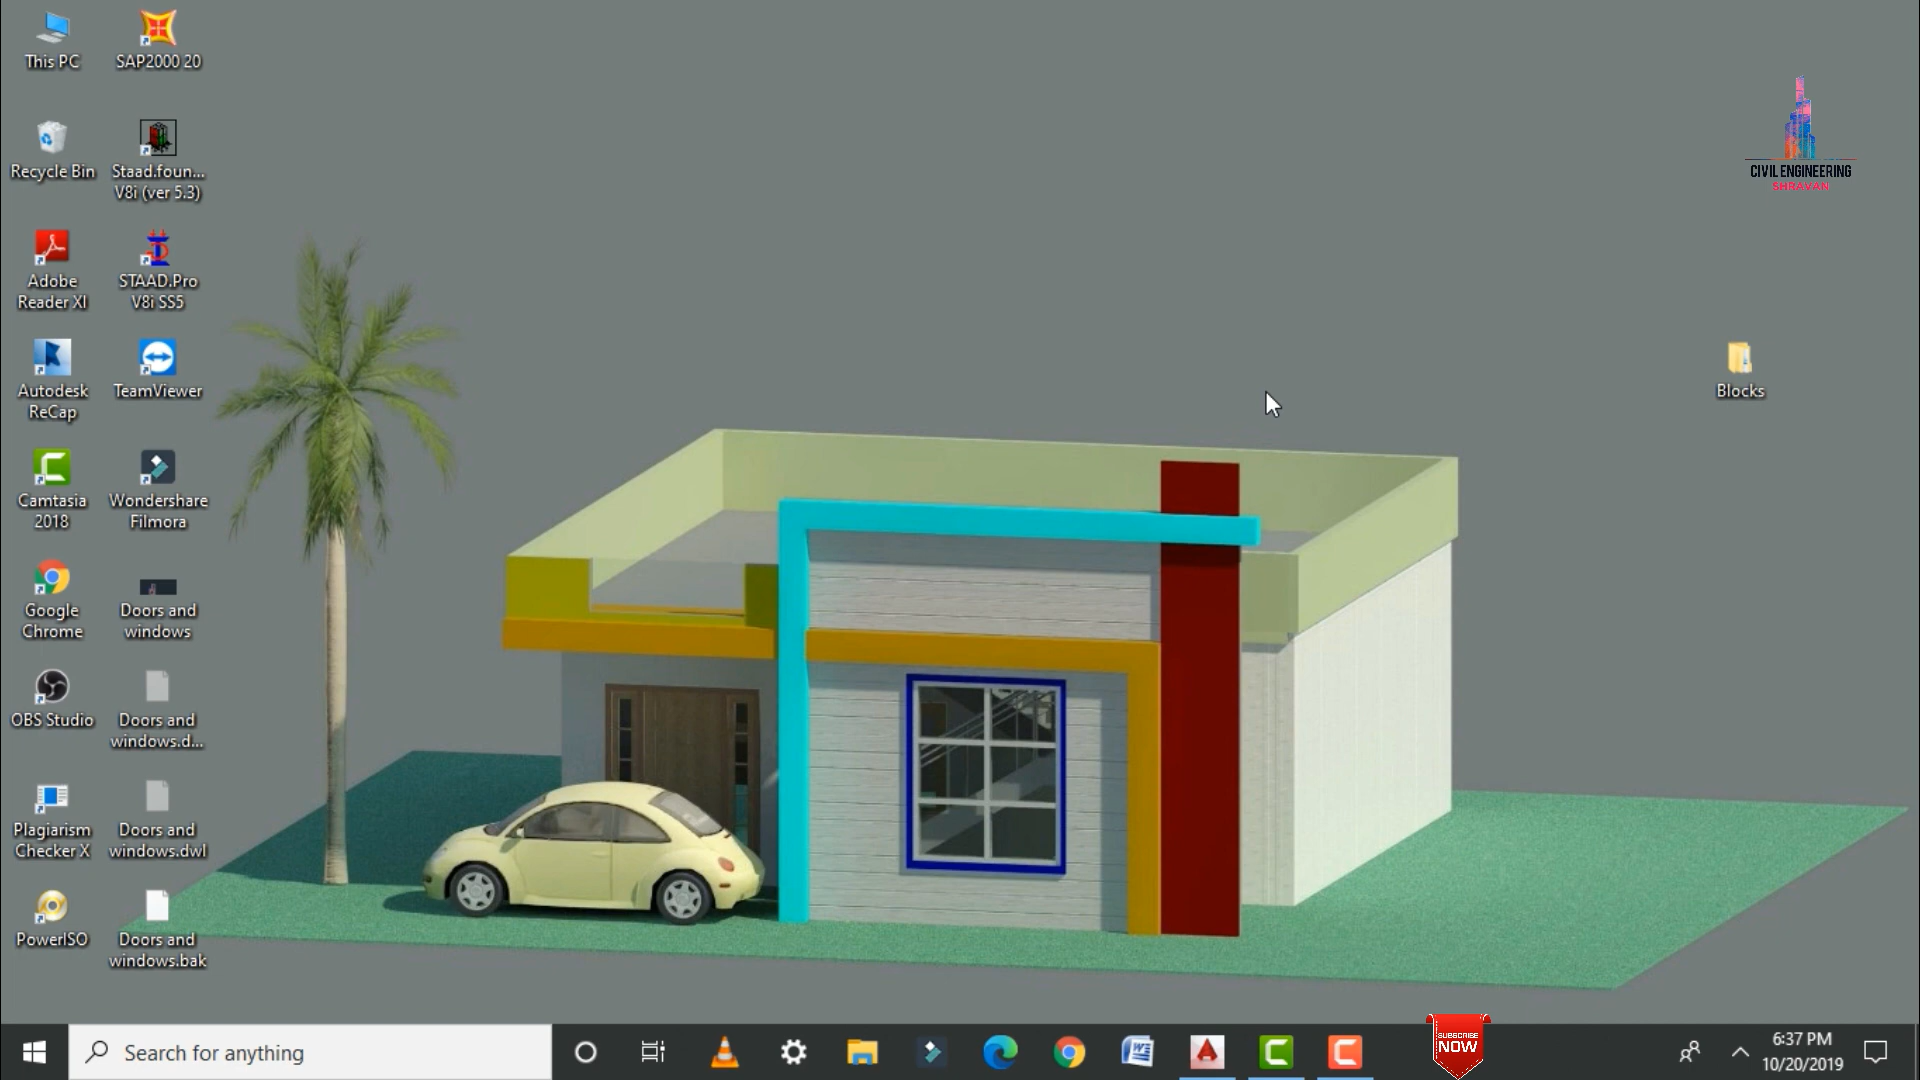 This PC
SAP2000 20
Recycle Bin
Staad.foun...
V8i (ver 5.3)
Adobe
Reader XI
STAAD.Pro
V8i SS5
Autodesk
ReCap
TeamViewer
Camtasia
2018
Wondershare
Filmora
Google
Chrome
Doors and
windows
OBS Studio
Doors and
windows.d...
Plagiarism
Checker X
Doors and
windows.dwl
PowerISO
Doors and
windows.bak
CIVIL ENGINEERING
SHRAVAN
Blocks
Search for anything
SUBSCRIBE
NOW
6:37 PM
10/20/2019